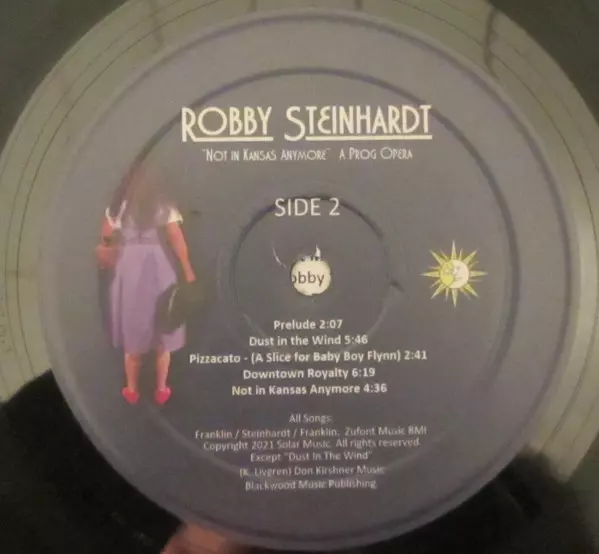 ROBBY STEINHARDT
"NOT IN KANSAS ANYMORE" A PROG OPERA
SIDE 2
obby
Prelude 2:07
Dust in the Wind 5:46
Pizzacato - (A Slice for Baby Boy Flynn) 2:41
Downtown Royalty 6:19
Not in Kansas Anymore 4:36
All Songs:
Franklin / Steinhardt / Franklin, Zufont Music BMI
Copyright 2021 Solar Music. All rights reserved.
Except "Dust In The Wind"
(K. Livgren) Don Kirshner Music
Blackwood Music Publishing